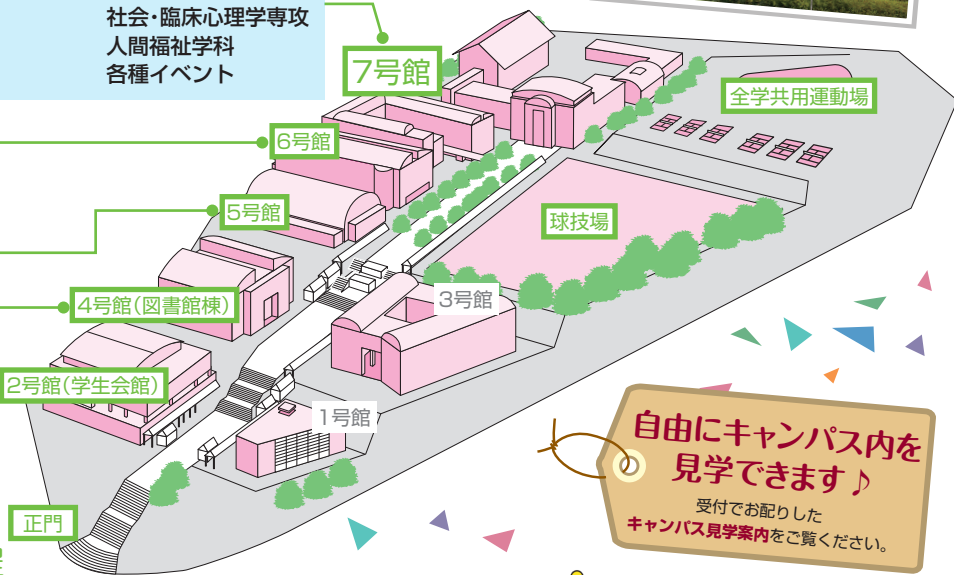 社会・臨床心理学専攻
人間福祉学科
各種イベント
7号館
全学共用運動場
6号館
5号館
球技場
4号館(図書館棟)
3号館
2号館(学生会館)
1号館
正門
自由にキャンパス内を
見学できます♪
受付でお配りした
キャンパス見学案内をご覧ください。